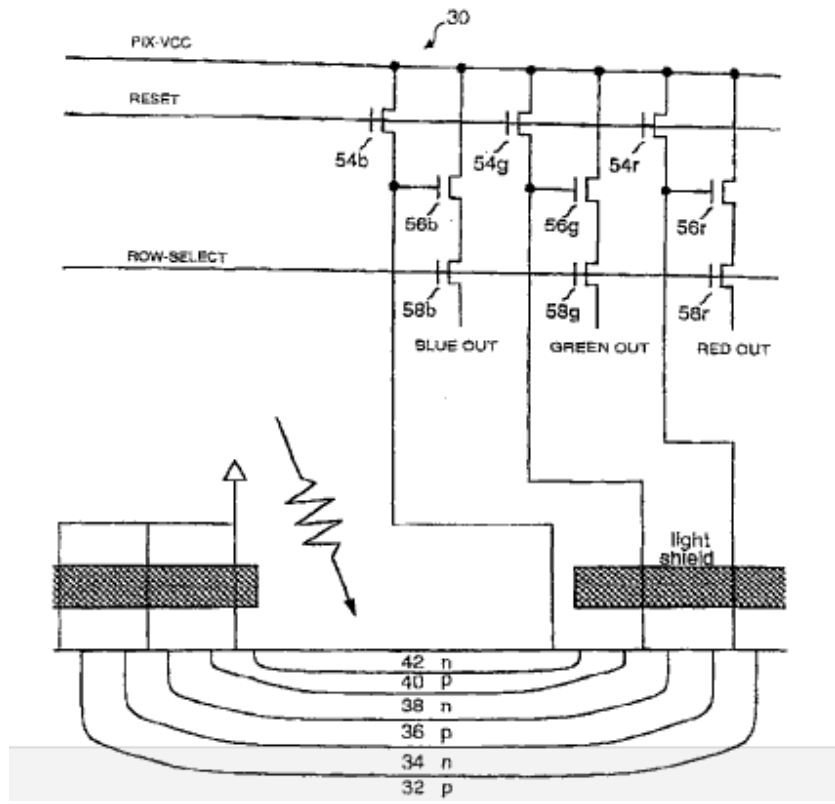 30
PIX-VCC
RESET
54b 54g 54r
56b 56g 56r
ROW-SELECT
58b 58g 58r
BLUE OUT GREEN OUT RED OUT
light
shield
42 n
40 p
38 n
36 p
34 n
32 p